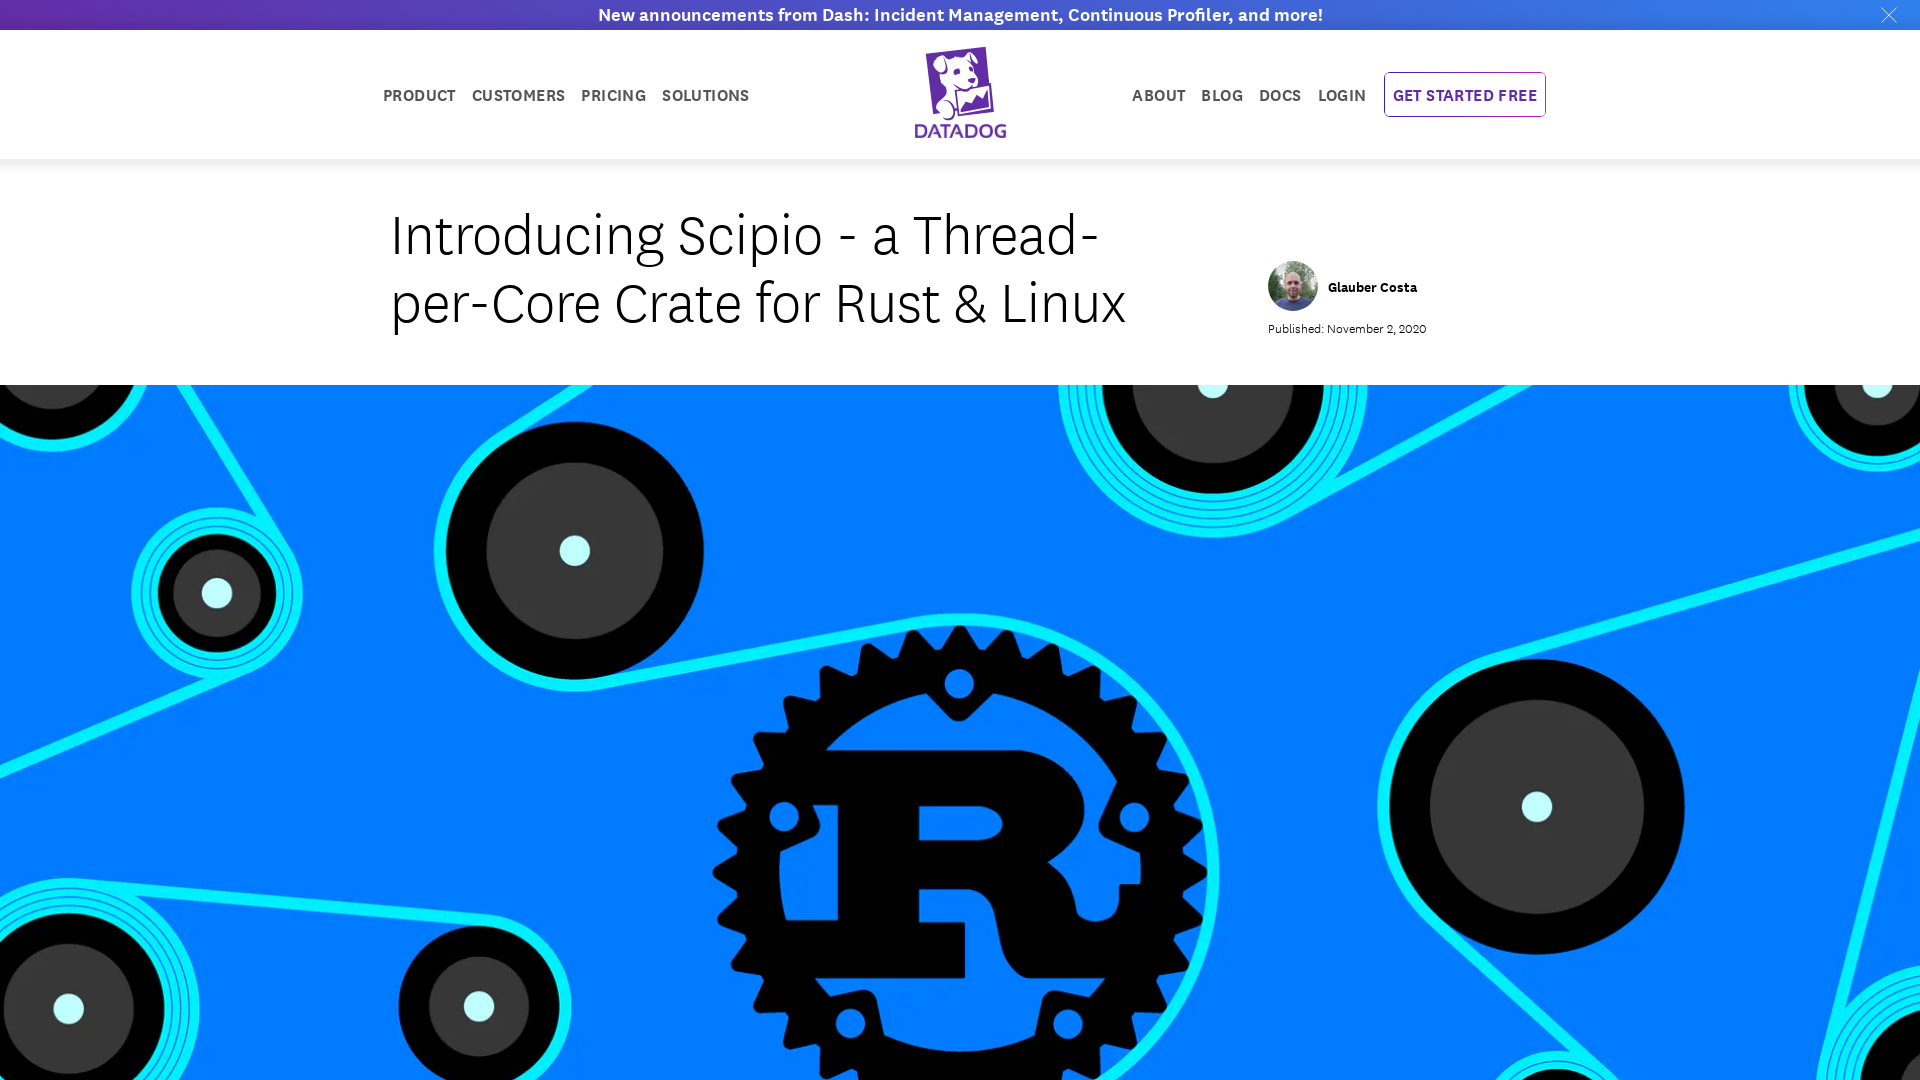 New announcements from Dash: Incident Management, Continuous Profiler, and more!
PRODUCT CUSTOMERS PRICING SOLUTIONS
DATADOG
ABOUT BLOG DOCS LOGIN GET STARTED FREE
Introducing Scipio - a Thread-
per-Core Crate for Rust & Linux
Glauber Costa
Published: November 2, 2020
R